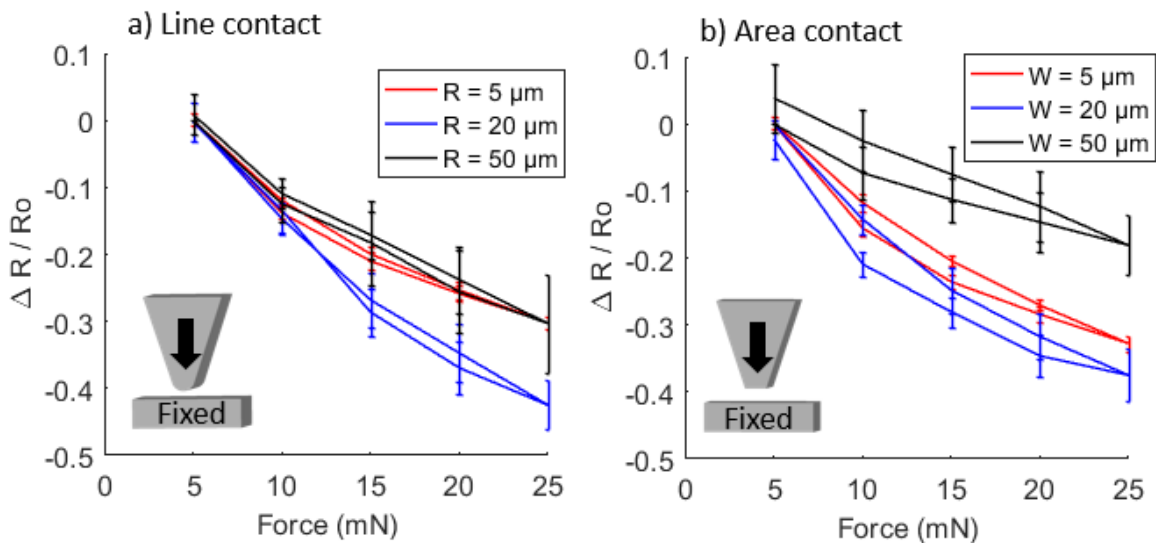 a) Line contact
0.1
0
-0.1
-0.2
-0.3
-0.4
-0.5
Δ R / Ro
R = 5 µm
R = 20 µm
R = 50 µm
Fixed
0 5 10 15 20 25
Force (mN)
b) Area contact
0.1
0
-0.1
-0.2
-0.3
-0.4
-0.5
Δ R / Ro
W = 5 µm
W = 20 µm
W = 50 µm
Fixed
0 5 10 15 20 25
Force (mN)